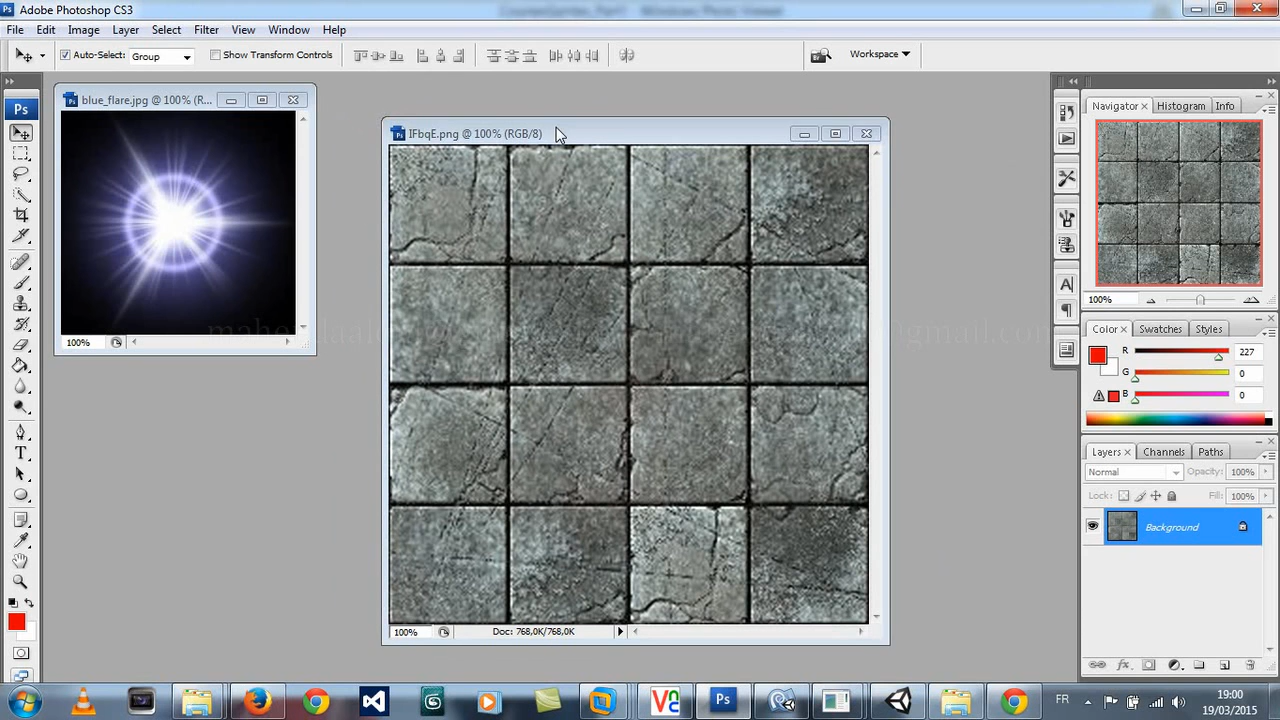 Adobe Photoshop CS3
File Edit Image Layer Select Filter View Window Help
Auto-Select: Group Show Transform Controls Workspace
Ps
blue_flare.jpg @ 100% (R...
100%
IFbqE.png @ 100% (RGB/8)
100% Doc: 768,0K/768,0K
Navigator Histogram Info
100%
Color Swatches Styles
R 227
G 0
B 0
Layers Channels Paths
Normal Opacity: 100%
Lock: Fill: 100%
Background
@gmail.com
FR 19:00
19/03/2015